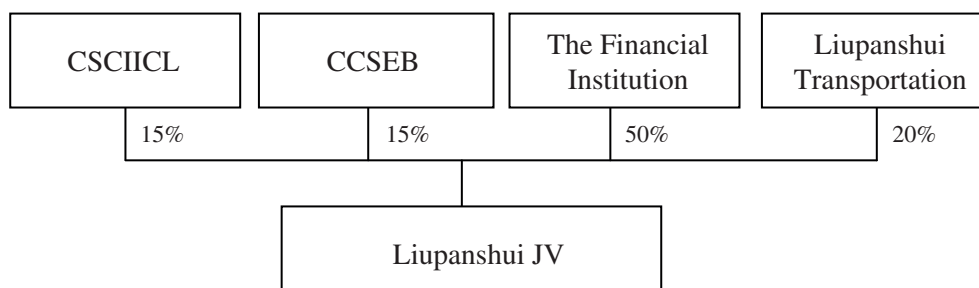 CSCIICL
CCSEB
The Financial
Institution
Liupanshui
Transportation
15%
15%
50%
20%
Liupanshui JV